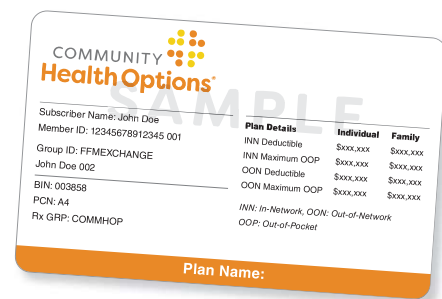 COMMUNITY
HealthOptions
SAMPLE
Subscriber Name: John Doe
Member ID: 12345678912345 001
Group ID: FFMEXCHANGE
John Doe 002
BIN: 003858
PCN: A4
Rx GRP: COMMHOP
Plan Details Individual Family
INN Deductible $xxx,xxx $xxx,xxx
INN Maximum OOP $xxx,xxx $xxx,xxx
OON Deductible $xxx,xxx $xxx,xxx
OON Maximum OOP $xxx,xxx $xxx,xxx
INN: In-Network, OON: Out-of-Network
OOP: Out-of-Pocket
Plan Name: